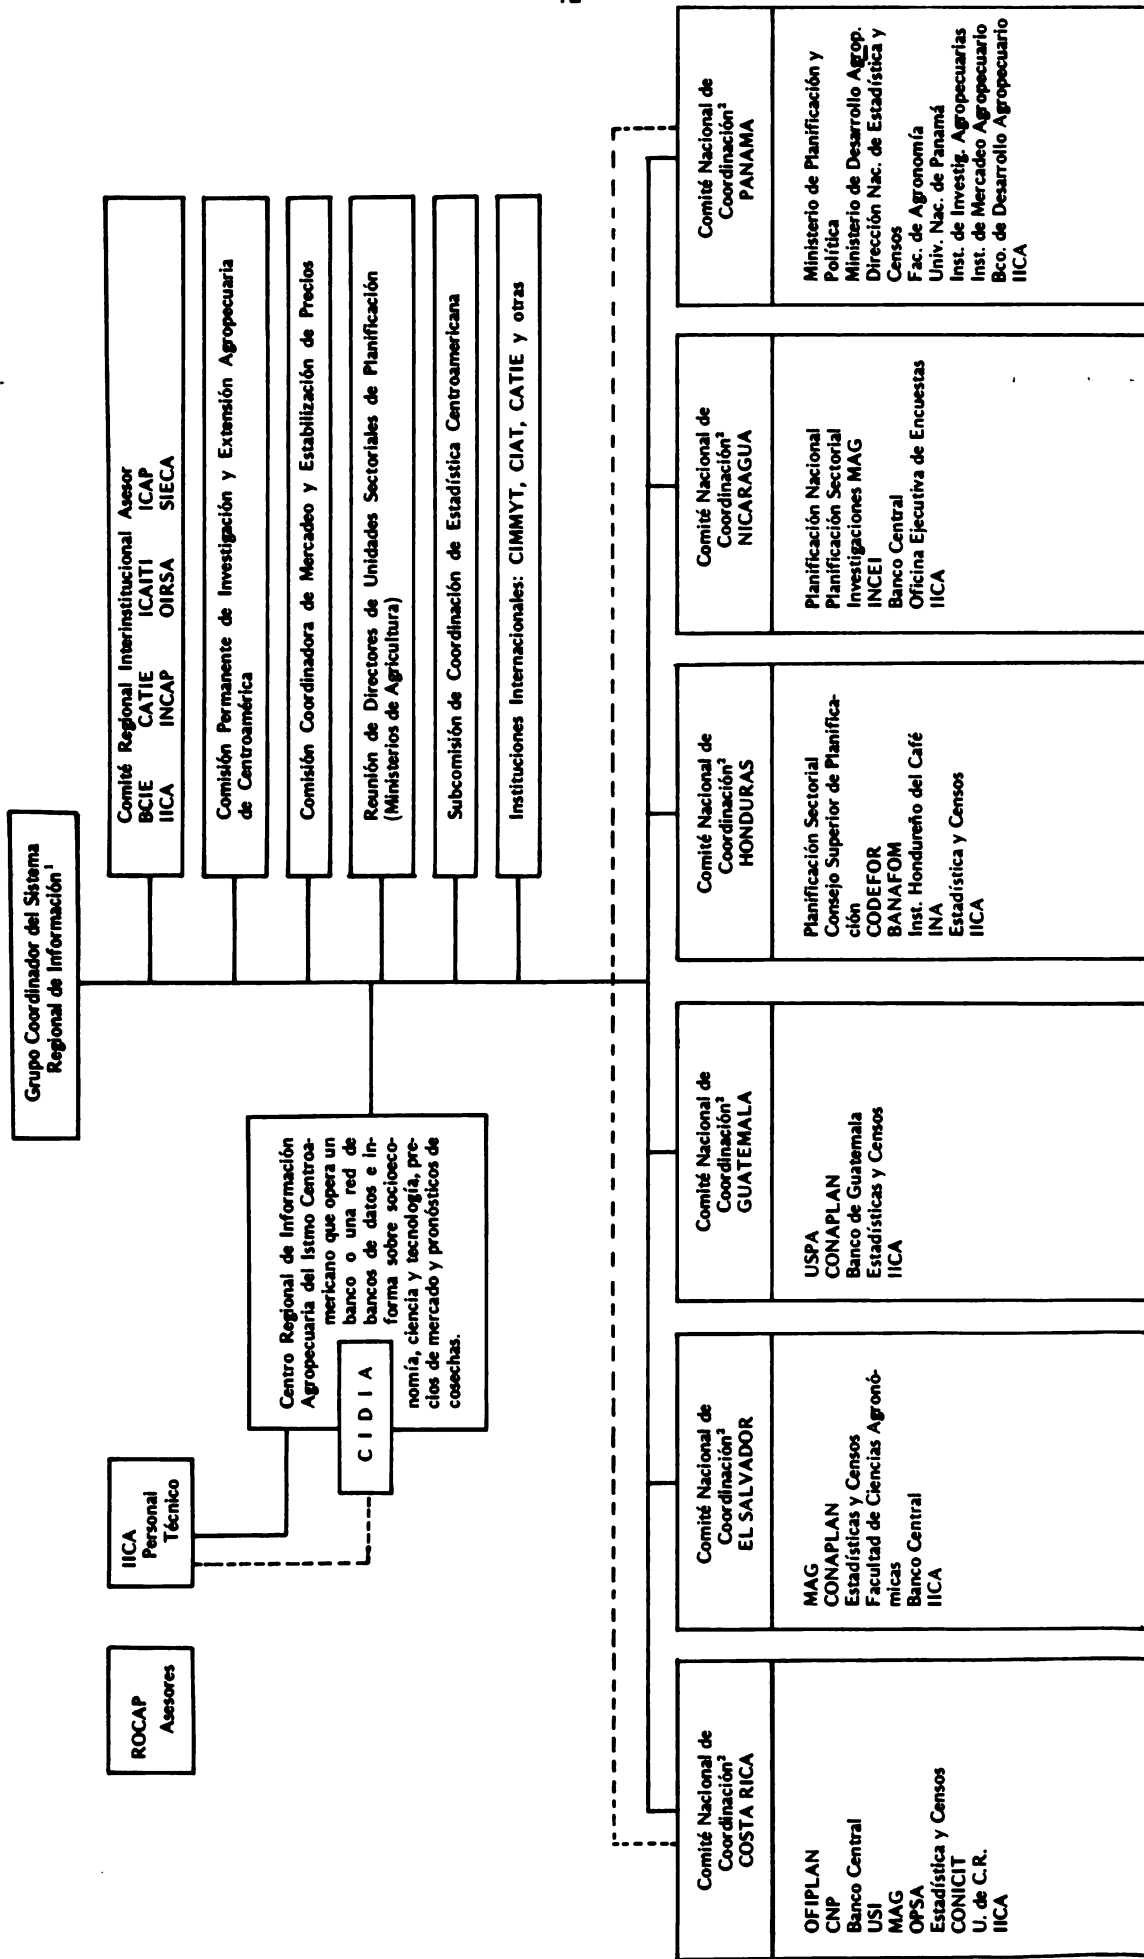 Grupo Coordinador del Sistema
Regional de Información¹
ROCAP
Asesores
IICA
Personal
Técnico
Centro Regional de Información
Agropecuaria del Istmo Centroa-
mericano que opera un
banco o una red de
bancos de datos e in-
forma sobre socioeco-
nomía, ciencia y tecnología, pre-
cios de mercado y pronósticos de
cosechas.
C I D I A
Comité Regional Interinstitucional Asesor
BCIE CATIE ICAITI ICAP
IICA INCAP OIRSA SIECA
Comisión Permanente de Investigación y Extensión Agropecuaria
de Centroamérica
Comisión Coordinadora de Mercadeo y Estabilización de Precios
Reunión de Directores de Unidades Sectoriales de Planificación
(Ministerios de Agricultura)
Subcomisión de Coordinación de Estadística Centroamericana
Instituciones Internacionales: CIMMYT, CIAT, CATIE y otras
Comité Nacional de
Coordinación²
COSTA RICA
OFIPLAN
CNP
Banco Central
USI
MAG
OPSA
Estadística y Censos
CONICIT
U. de C.R.
IICA
Comité Nacional de
Coordinación²
EL SALVADOR
MAG
CONAPLAN
Estadísticas y Censos
Facultad de Ciencias Agronó-
micas
Banco Central
IICA
Comité Nacional de
Coordinación²
GUATEMALA
USPA
CONAPLAN
Banco de Guatemala
Estadísticas y Censos
IICA
Comité Nacional de
Coordinación²
HONDURAS
Planificación Sectorial
Consejo Superior de Planifica-
ción
CODEFOR
BANAFOM
Inst. Hondureño del Café
INA
Estadística y Censos
IICA
Comité Nacional de
Coordinación²
NICARAGUA
Planificación Nacional
Planificación Sectorial
Investigaciones MAG
INCEI
Banco Central
Oficina Ejecutiva de Encuestas
IICA
Comité Nacional de
Coordinación²
PANAMA
Ministerio de Planificación y
Política
Ministerio de Desarrollo Agrop.
Dirección Nac. de Estadística y
Censos
Fac. de Agronomía
Univ. Nac. de Panamá
Inst. de Investig. Agropecuarias
Inst. de Mercadeo Agropecuario
Bco. de Desarrollo Agropecuario
IICA